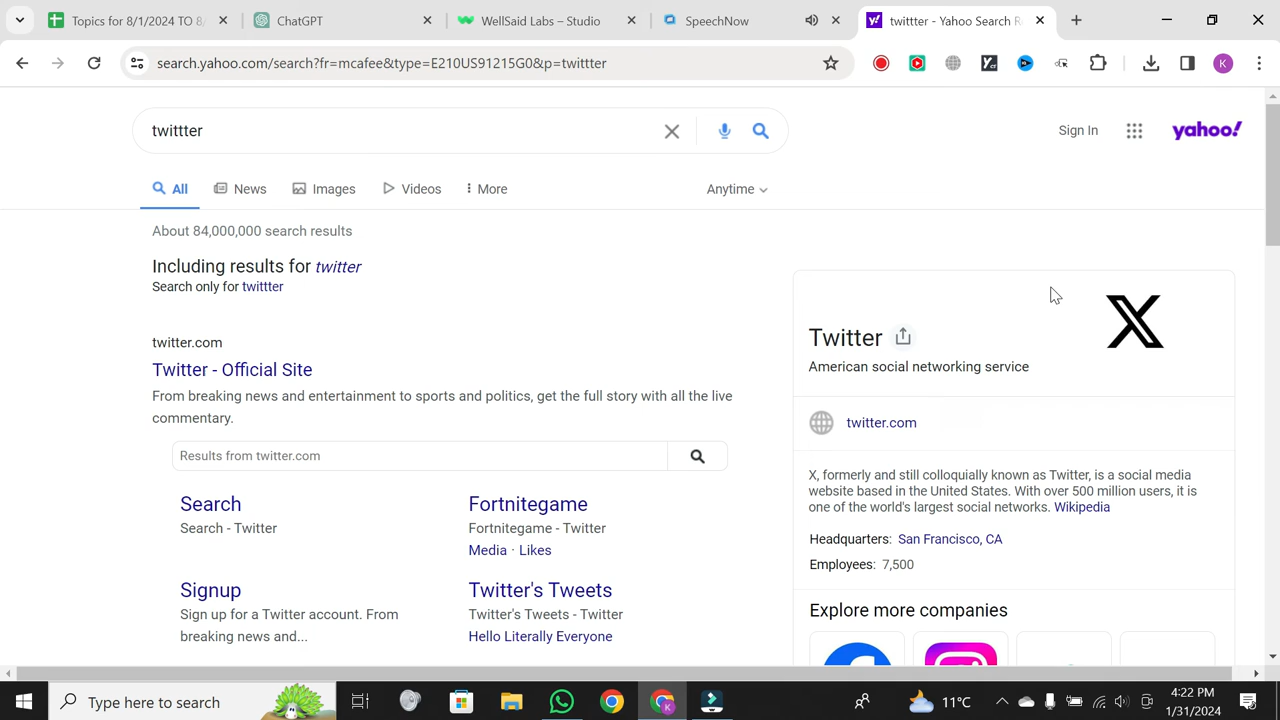 Topics for 8/1/2024 TO 8/
ChatGPT
WellSaid Labs – Studio
SpeechNow
twittter - Yahoo Search R
search.yahoo.com/search?fr=mcafee&type=E210US91215G0&p=twittter
K
twittter
Sign In
yahoo!
All
News
Images
Videos
More
Anytime
About 84,000,000 search results
Including results for twitter
Search only for twittter
twitter.com
Twitter - Official Site
From breaking news and entertainment to sports and politics, get the full story with all the live
commentary.
Results from twitter.com
Search
Search - Twitter
Fortnitegame
Fortnitegame - Twitter
Media · Likes
Signup
Sign up for a Twitter account. From
breaking news and...
Twitter's Tweets
Twitter's Tweets - Twitter
Hello Literally Everyone
Twitter
X
American social networking service
twitter.com
X, formerly and still colloquially known as Twitter, is a social media
website based in the United States. With over 500 million users, it is
one of the world's largest social networks. Wikipedia
Headquarters: San Francisco, CA
Employees: 7,500
Explore more companies
Type here to search
11°C
4:22 PM
1/31/2024